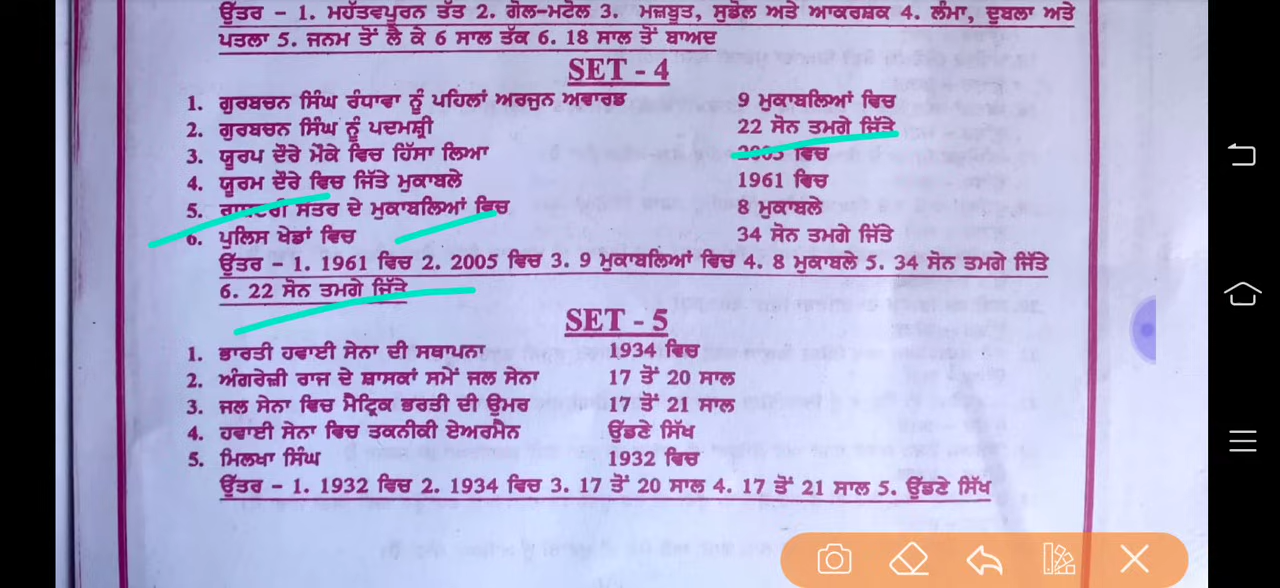 ਉੱਤਰ - 1. ਮਹੱਤਵਪੂਰਨ ਤੱਤ 2. ਗੋਲ-ਮਟੋਲ 3. ਮਜ਼ਬੂਤ, ਸੁਡੋਲ ਅਤੇ ਆਕਰਸ਼ਕ 4. ਲੰਮਾ, ਦੁਬਲਾ ਅਤੇ
ਪਤਲਾ 5. ਜਨਮ ਤੋਂ ਲੈ ਕੇ 6 ਸਾਲ ਤੱਕ 6. 18 ਸਾਲ ਤੋਂ ਬਾਅਦ
SET - 4
1. ਗੁਰਬਚਨ ਸਿੰਘ ਰੰਧਾਵਾ ਨੂੰ ਪਹਿਲਾਂ ਅਰਜੁਨ ਅਵਾਰਡ 9 ਮੁਕਾਬਲਿਆਂ ਵਿਚ
2. ਗੁਰਬਚਨ ਸਿੰਘ ਨੂੰ ਪਦਮਸ਼੍ਰੀ 22 ਸੋਨ ਤਮਗੇ ਜਿੱਤੇ
3. ਯੂਰਪ ਦੌਰੇ ਮੌਕੇ ਵਿਚ ਹਿੱਸਾ ਲਿਆ 2005 ਵਿਚ
4. ਯੂਰਮ ਦੌਰੇ ਵਿਚ ਜਿੱਤੇ ਮੁਕਾਬਲੇ 1961 ਵਿਚ
5. ਸਤਰ ਦੇ ਮੁਕਾਬਲਿਆਂ ਵਿਚ 8 ਮੁਕਾਬਲੇ
6. ਪੁਲਿਸ ਖੇਡਾਂ ਵਿਚ 34 ਸੋਨ ਤਮਗੇ ਜਿੱਤੇ
ਉੱਤਰ - 1. 1961 ਵਿਚ 2. 2005 ਵਿਚ 3. 9 ਮੁਕਾਬਲਿਆਂ ਵਿਚ 4. 8 ਮੁਕਾਬਲੇ 5. 34 ਸੋਨ ਤਮਗੇ ਜਿੱਤੇ
6. 22 ਸੋਨ ਤਮਗੇ ਜਿੱਤੇ
SET - 5
1. ਭਾਰਤੀ ਹਵਾਈ ਸੇਨਾ ਦੀ ਸਥਾਪਨਾ 1934 ਵਿਚ
2. ਅੰਗਰੇਜ਼ੀ ਰਾਜ ਦੇ ਸ਼ਾਸਕਾਂ ਸਮੇਂ ਜਲ ਸੇਨਾ 17 ਤੋਂ 20 ਸਾਲ
3. ਜਲ ਸੇਨਾ ਵਿਚ ਮੈਟ੍ਰਿਕ ਭਰਤੀ ਦੀ ਉਮਰ 17 ਤੋਂ 21 ਸਾਲ
4. ਹਵਾਈ ਸੇਨਾ ਵਿਚ ਤਕਨੀਕੀ ਏਅਰਮੈਨ ਉੱਡਣੇ ਸਿੱਖ
5. ਮਿਲਖਾ ਸਿੰਘ 1932 ਵਿਚ
ਉੱਤਰ - 1. 1932 ਵਿਚ 2. 1934 ਵਿਚ 3. 17 ਤੋਂ 20 ਸਾਲ 4. 17 ਤੋਂ 21 ਸਾਲ 5. ਉੱਡਣੇ ਸਿੱਖ